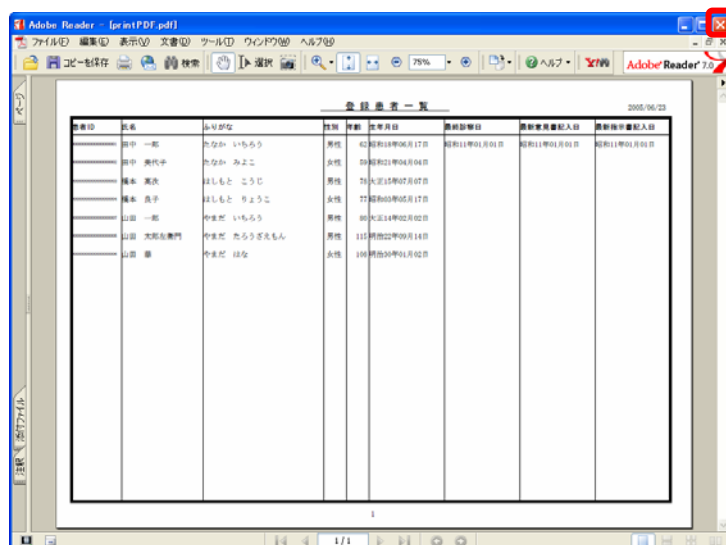 Adobe Reader - [printPDF.pdf]
ファイル(F) 編集(E) 表示(V) 文書(D) ツール(T) ウィンドウ(W) ヘルプ(H)
コピーを保存 検索 選択 75% ヘルプ Y! Adobe Reader 7.0
ページ
登録患者一覧
2005/06/23
患者ID 氏名 ふりがな 性別 年齢 生年月日 最終診察日 最新意見書記入日 最新指示書記入日
田中 一郎 たなか いちろう 男性 62 昭和18年06月17日 昭和11年01月01日 昭和11年01月01日 昭和11年01月01日
田中 美代子 たなか みよこ 女性 59 昭和21年04月04日
橋本 高次 はしもと こうじ 男性 78 大正15年07月07日
橋本 良子 はしもと りょうこ 女性 77 昭和03年05月17日
山田 一郎 やまだ いちろう 男性 80 大正14年02月02日
山田 太郎左衛門 やまだ たろうざえもん 男性 115 明治22年09月14日
山田 華 やまだ はな 女性 108 明治30年01月02日
添付ファイル
注釈
1
1/1